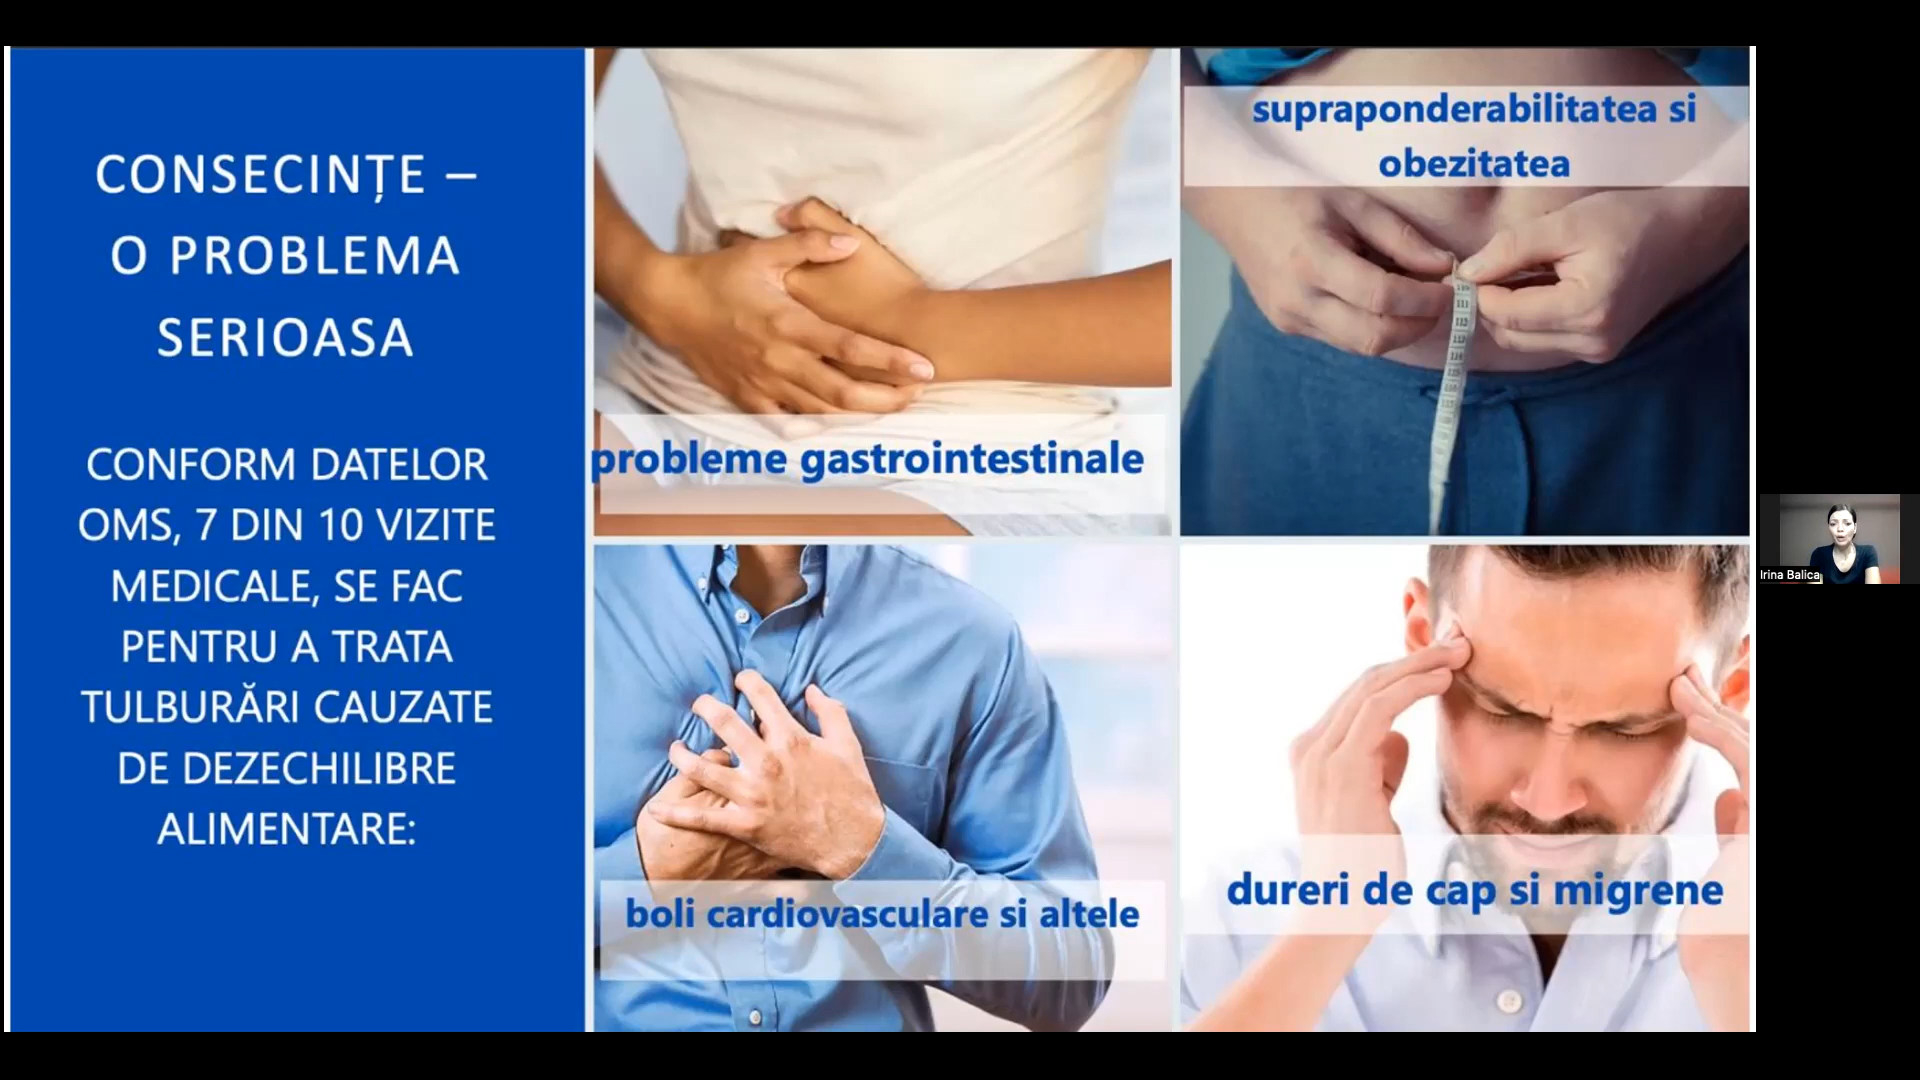 CONSECINȚE –
O PROBLEMA
SERIOASA
CONFORM DATELOR
OMS, 7 DIN 10 VIZITE
MEDICALE, SE FAC
PENTRU A TRATA
TULBURĂRI CAUZATE
DE DEZECHILIBRE
ALIMENTARE:
probleme gastrointestinale
supraponderabilitatea si
obezitatea
boli cardiovasculare si altele
dureri de cap si migrene
Irina Balica